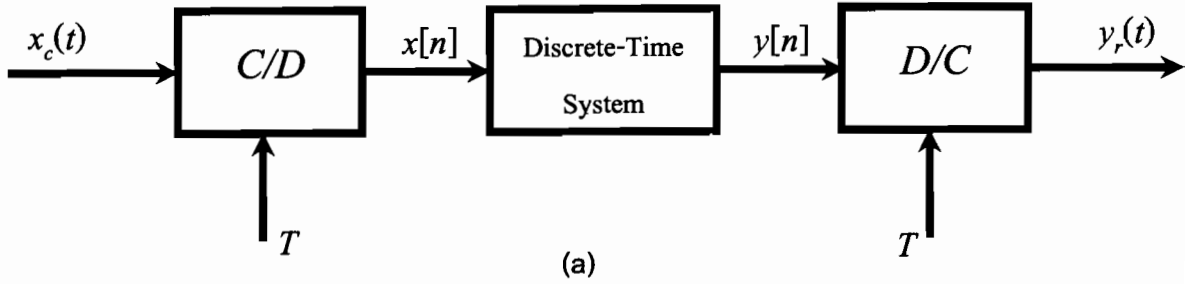 x_c(t)
C/D
x[n]
Discrete-Time
System
y[n]
D/C
y_r(t)
T
T
(a)